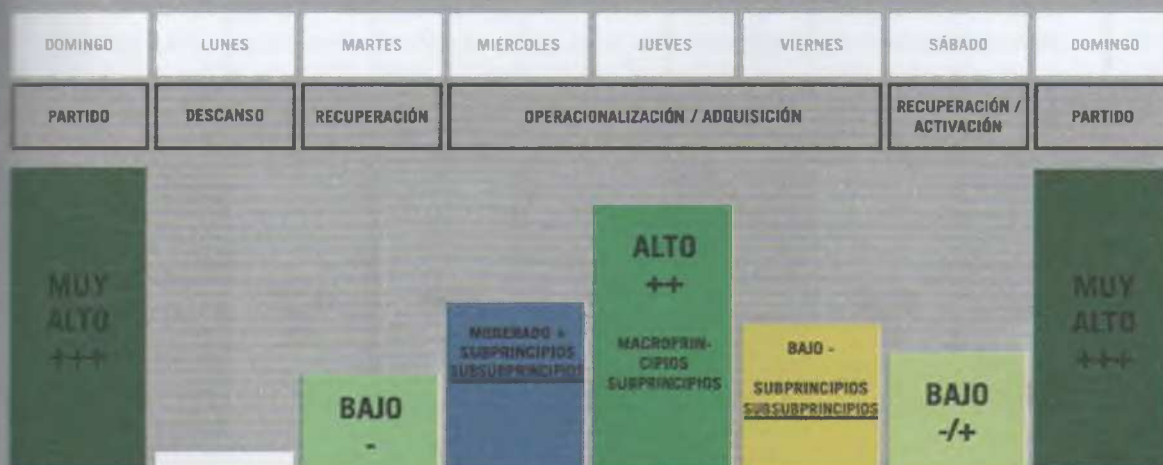 DOMINGO LUNES MARTES MIÉRCOLES JUEVES VIERNES SÁBADO DOMINGO
PARTIDO DESCANSO RECUPERACIÓN OPERACIONALIZACIÓN / ADQUISICIÓN RECUPERACIÓN /
ACTIVACIÓN PARTIDO
MUY
ALTO
+++
BAJO
-
MODERADO +
SUBPRINCIPIOS
SUBSUBPRINCIPIOS
ALTO
++
MACROPRIN-
CIPIOS
SUBPRINCIPIOS
BAJO -
SUBPRINCIPIOS
SUBSUBPRINCIPIOS
BAJO
-/+
MUY
ALTO
+++